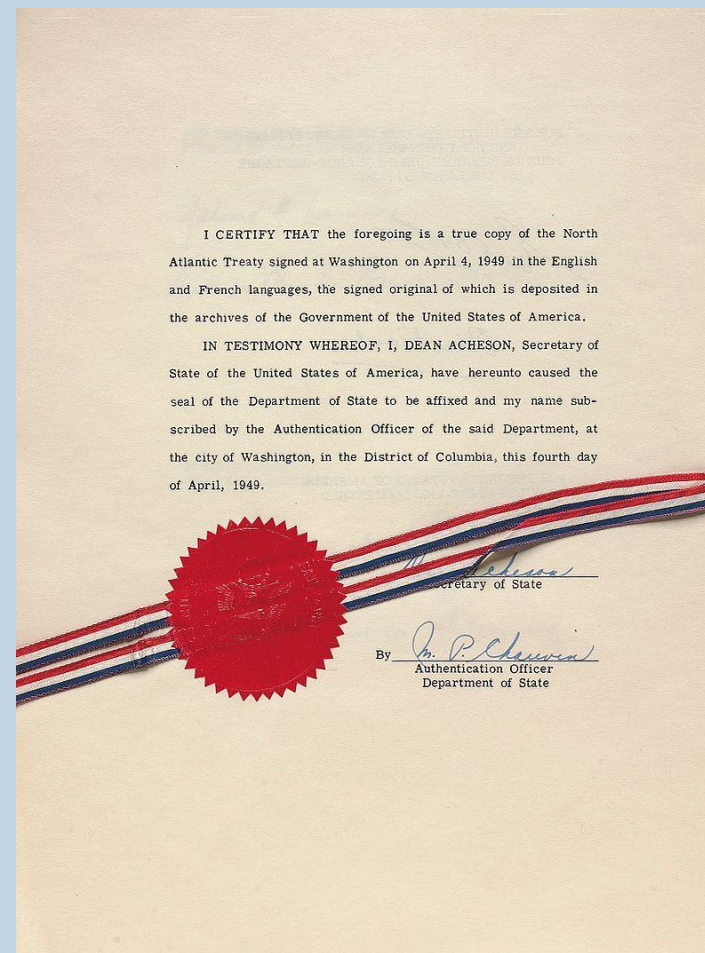 I CERTIFY THAT the foregoing is a true copy of the North
Atlantic Treaty signed at Washington on April 4, 1949 in the English
and French languages, the signed original of which is deposited in
the archives of the Government of the United States of America.
IN TESTIMONY WHEREOF, I, DEAN ACHESON, Secretary of
State of the United States of America, have hereunto caused the
seal of the Department of State to be affixed and my name sub-
scribed by the Authentication Officer of the said Department, at
the city of Washington, in the District of Columbia, this fourth day
of April, 1949.
Acheson
Secretary of State
By M. P. Chauvin
Authentication Officer
Department of State